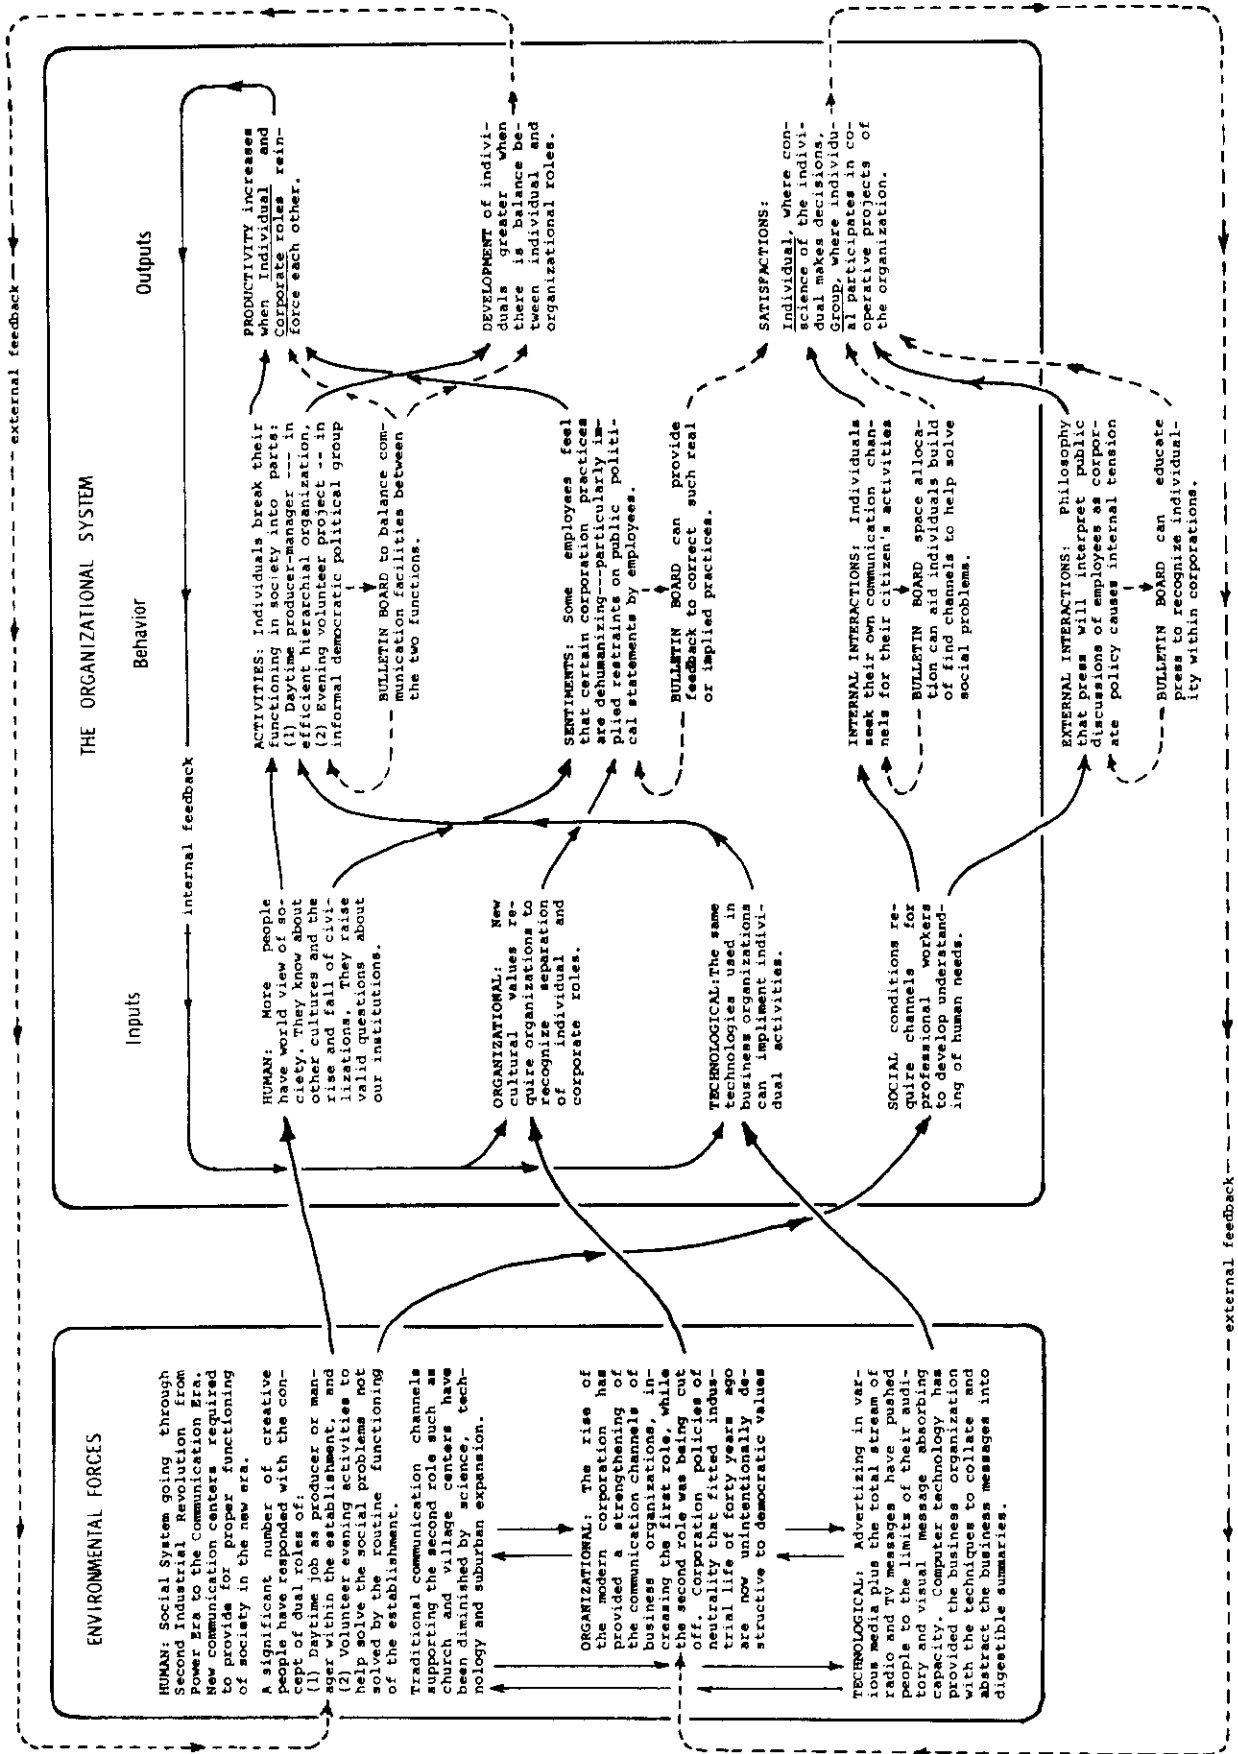 external feedback
THE ORGANIZATIONAL SYSTEM
ENVIRONMENTAL FORCES
Inputs
Behavior
Outputs
internal feedback
HUMAN: Social System going through
Second Industrial Revolution from
Power Era to the Communication Era.
New communication centers required
to provide for proper functioning
of society in the new era.
A significant number of creative
people have responded with the con-
cept of dual roles of:
(1) Daytime job as producer or man-
ager within the establishment, and
(2) Volunteer evening activities to
help solve the social problems not
solved by the routine functioning
of the establishment.
Traditional communication channels
supporting the second role such as
church and village centers have
been diminished by science, tech-
nology and suburban expansion.
ORGANIZATIONAL: The rise of
the modern corporation has
provided a strengthening of
the communication channels of
business organizations, in-
creasing the first role, while
the second role was being cut
off. Corporation policies of
neutrality that fitted indus-
trial life of forty years ago
are now unintentionally de-
structive to democratic values
TECHNOLOGICAL: Advertizing in var-
ious media plus the total stream of
radio and TV messages have pushed
people to the limits of their audi-
tory and visual message absorbing
capacity. Computer technology has
provided the business organization
with the techniques to collate and
abstract the business messages into
digestible summaries.
HUMAN: More people
have world view of so-
ciety. They know about
other cultures and the
rise and fall of civi-
lizations, They raise
valid questions about
our institutions.
ORGANIZATIONAL: New
cultural values re-
quire organizations to
recognize separation
of individual and
corporate roles.
TECHNOLOGICAL:The same
technologies used in
business organizations
can impliment indivi-
dual activities.
SOCIAL conditions re-
quire channels for
professional workers
to develop understand-
ing of human needs.
ACTIVITIES: Individuals break their
functioning in society into parts:
(1) Daytime producer-manager --- in
efficient hierarchial organization,
(2) Evening volunteer project -- in
informal democratic political group
BULLETIN BOARD to balance com-
munication facilities between
the two functions.
SENTIMENTS: Some employees feel
that certain corporation practices
are dehumanizing---particularly im-
plied restraints on public politi-
cal statements by employees.
BULLETIN BOARD can provide
feedback to correct such real
or implied practices.
INTERNAL INTERACTIONS: Individuals
seek their own communication chan-
nels for their citizen's activities
BULLETIN BOARD space alloca-
tion can aid individuals build
of find channels to help solve
social problems.
EXTERNAL INTERACTIONS: Philosophy
that press will interpret public
discussions of employees as corpor-
ate policy causes internal tension
BULLETIN BOARD can educate
press to recognize individual-
ity within corporations.
PRODUCTIVITY increases
when Individual and
Corporate roles rein-
force each other.
DEVELOPMENT of indivi-
duals greater when
there is balance be-
tween individual and
organizational roles.
SATISFACTIONS:
Individual, where con-
science of the indivi-
dual makes decisions,
Group, where individu-
al participates in co-
operative projects of
the organization.
external feedback